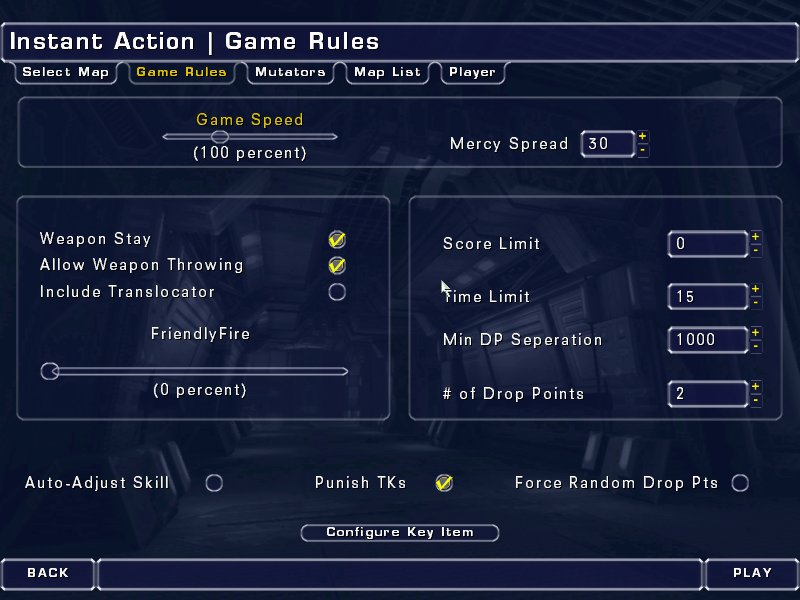 Instant Action | Game Rules
Select Map Game Rules Mutators Map List Player
Game Speed
(100 percent)
Mercy Spread 30 + -
Weapon Stay
Allow Weapon Throwing
Include Translocator
FriendlyFire
(0 percent)
Score Limit 0 + -
Time Limit 15 + -
Min DP Seperation 1000 + -
# of Drop Points 2 + -
Auto-Adjust Skill Punish TKs Force Random Drop Pts
Configure Key Item
BACK PLAY